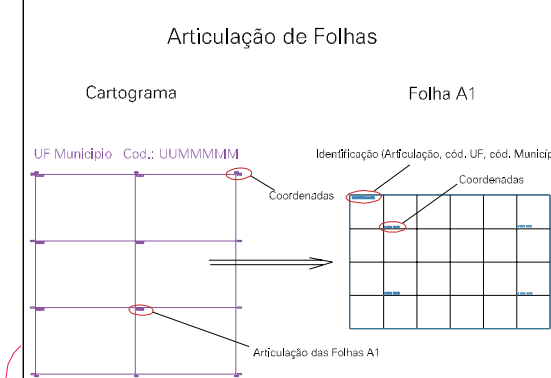 Articulação de Folhas
Cartograma
Folha A1
UF Municipio Cod.: UUMMMMM
Identificação (Articulação, cód. UF, cód. Municíp
Coordenadas
Coordenadas
Articulação das Folhas A1